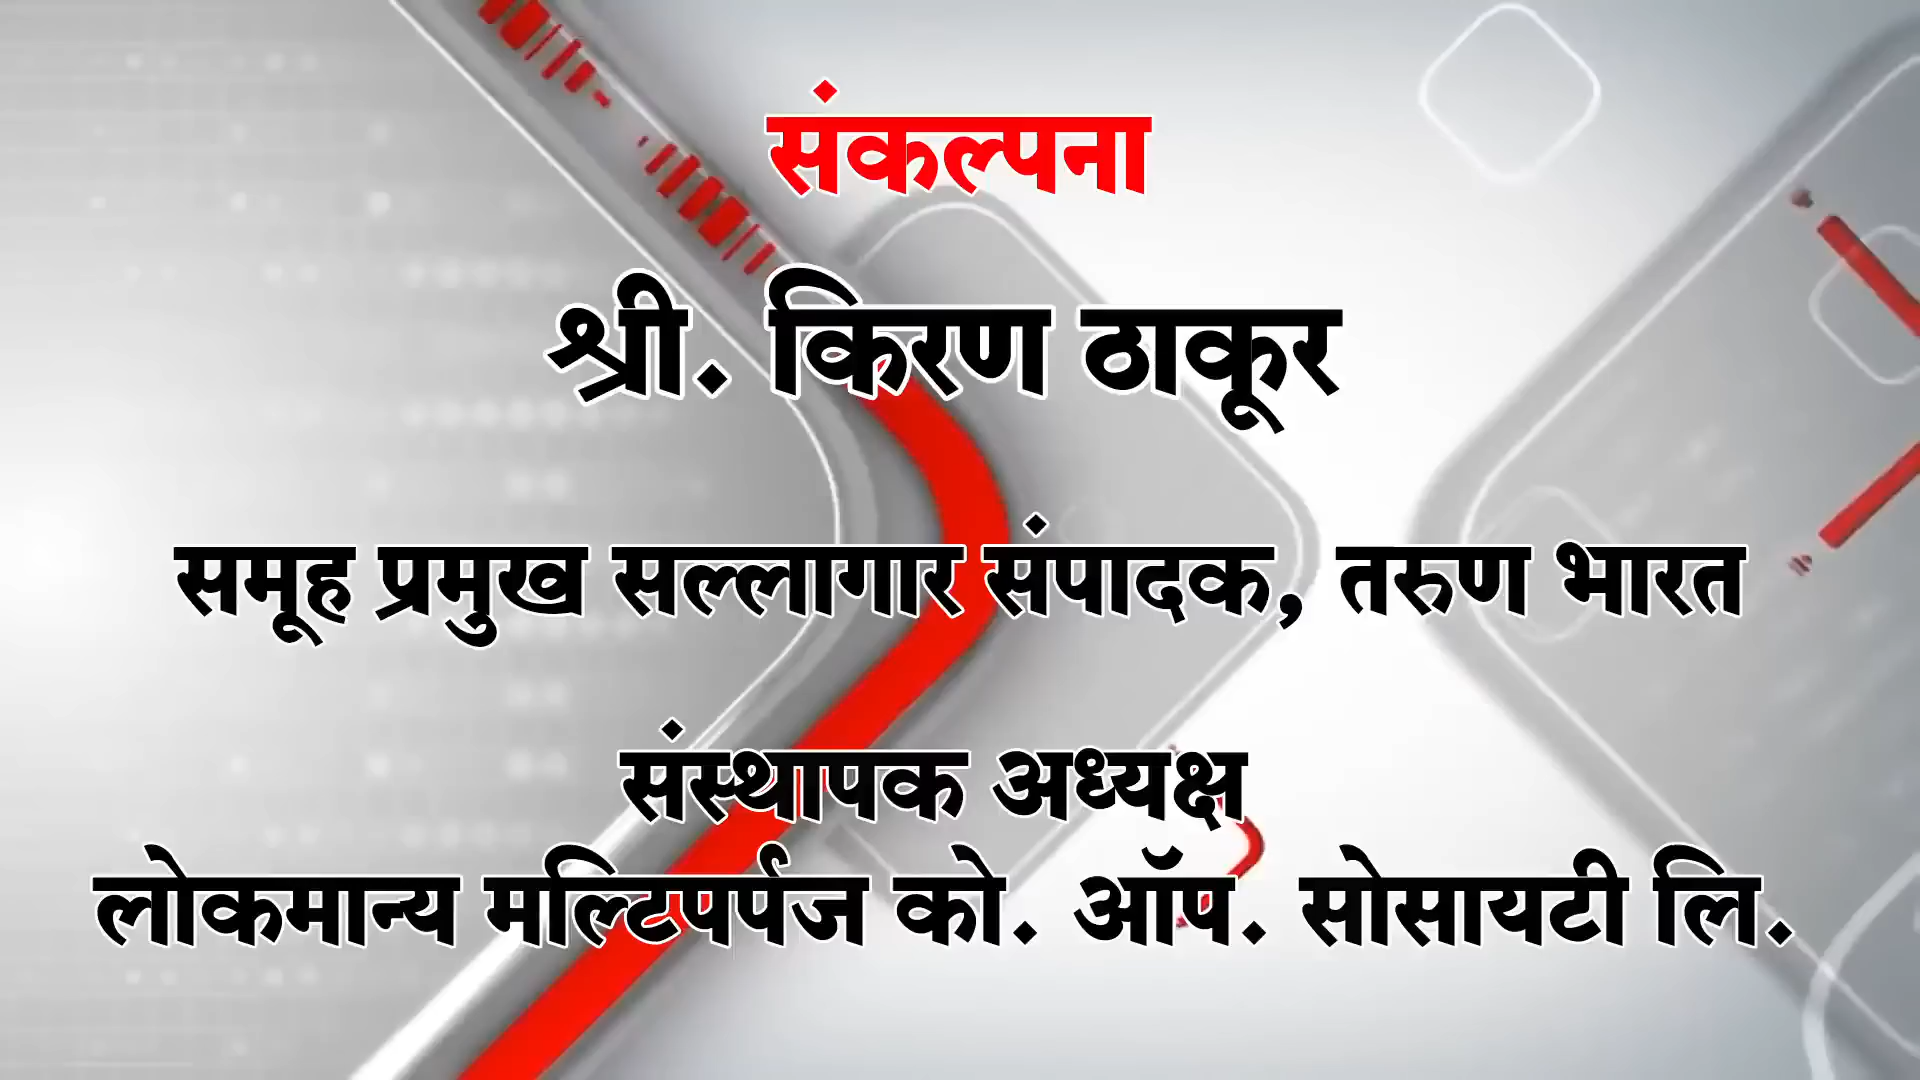 संकल्पना
श्री. किरण ठाकूर
समूह प्रमुख सल्लागार संपादक, तरुण भारत
संस्थापक अध्यक्ष
लोकमान्य मल्टिपर्पज को. ऑप. सोसायटी लि.